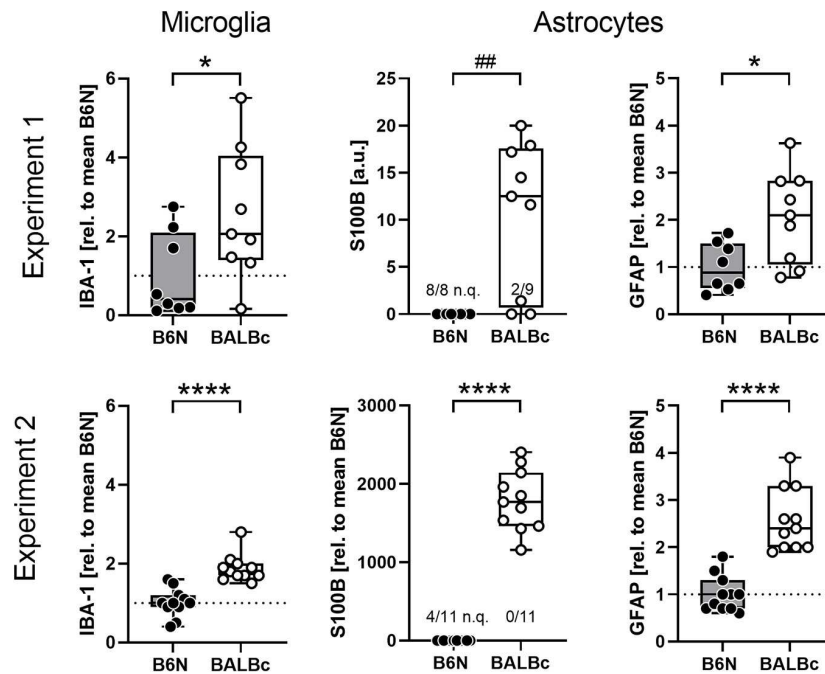 Microglia
Astrocytes
Experiment 1
IBA-1 [rel. to mean B6N]
6
4
2
0
*
B6N
BALBc
S100B [a.u.]
25
20
15
10
5
0
##
8/8 n.q.
2/9
B6N
BALBc
GFAP [rel. to mean B6N]
5
4
3
2
1
0
*
B6N
BALBc
Experiment 2
IBA-1 [rel. to mean B6N]
6
4
2
0
****
B6N
BALBc
S100B [rel. to mean B6N]
3000
2000
1000
0
****
4/11 n.q.
0/11
B6N
BALBc
GFAP [rel. to mean B6N]
5
4
3
2
1
0
****
B6N
BALBc